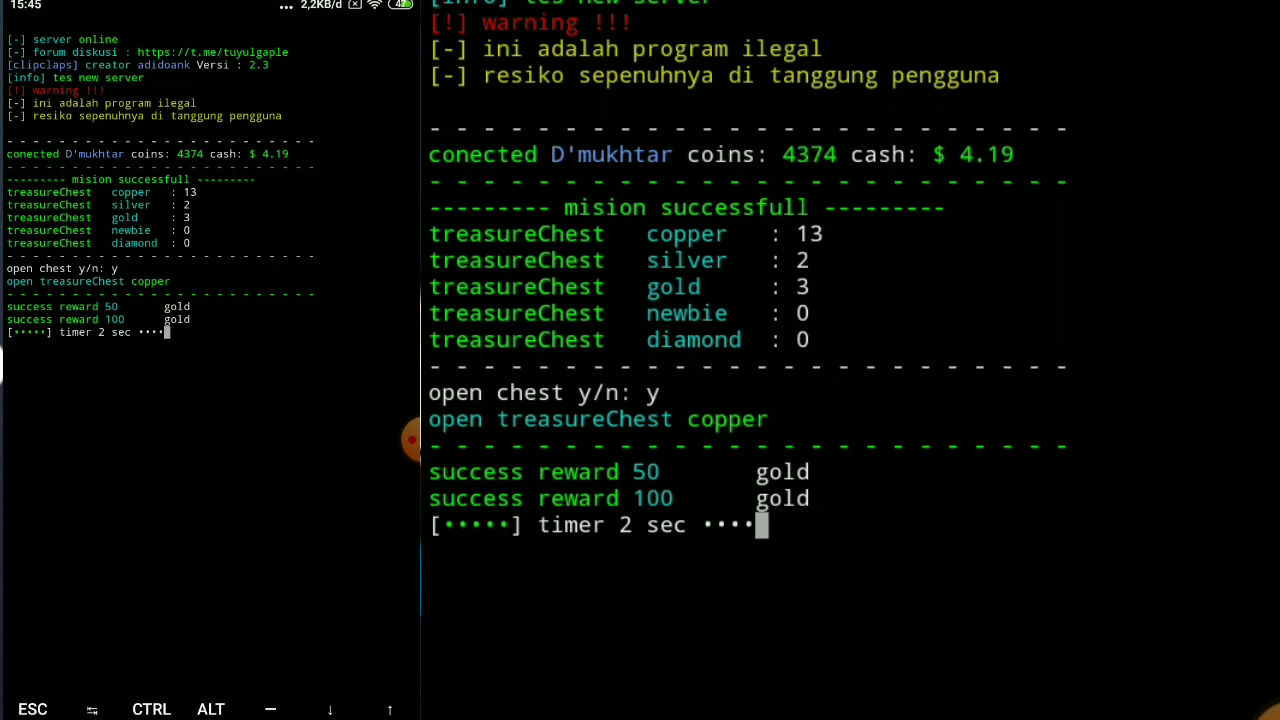 15:45 ... 2,2KB/d 47
[-] server online
[-] forum diskusi : https://t.me/tuyulgaple
[clipclaps] creator adidoank Versi : 2.3
[info] tes new server
[!] warning !!!
[-] ini adalah program ilegal
[-] resiko sepenuhnya di tanggung pengguna
- - - - - - - - - - - - - - - - - - - - - - - -
conected D'mukhtar coins: 4374 cash: $ 4.19
- - - - - - - - - - - - - - - - - - - - - - - -
--------- mision successfull ---------
treasureChest copper : 13
treasureChest silver : 2
treasureChest gold : 3
treasureChest newbie : 0
treasureChest diamond : 0
- - - - - - - - - - - - - - - - - - - - - - - -
open chest y/n: y
open treasureChest copper
- - - - - - - - - - - - - - - - - - - - - - - -
success reward 50 gold
success reward 100 gold
[•••••] timer 2 sec ••••
ESC CTRL ALT — ↓ ↑
[info] tes new server
[!] warning !!!
[-] ini adalah program ilegal
[-] resiko sepenuhnya di tanggung pengguna
- - - - - - - - - - - - - - - - - - - - - - - -
conected D'mukhtar coins: 4374 cash: $ 4.19
- - - - - - - - - - - - - - - - - - - - - - - -
--------- mision successfull ---------
treasureChest copper : 13
treasureChest silver : 2
treasureChest gold : 3
treasureChest newbie : 0
treasureChest diamond : 0
- - - - - - - - - - - - - - - - - - - - - - - -
open chest y/n: y
open treasureChest copper
- - - - - - - - - - - - - - - - - - - - - - - -
success reward 50 gold
success reward 100 gold
[•••••] timer 2 sec ••••